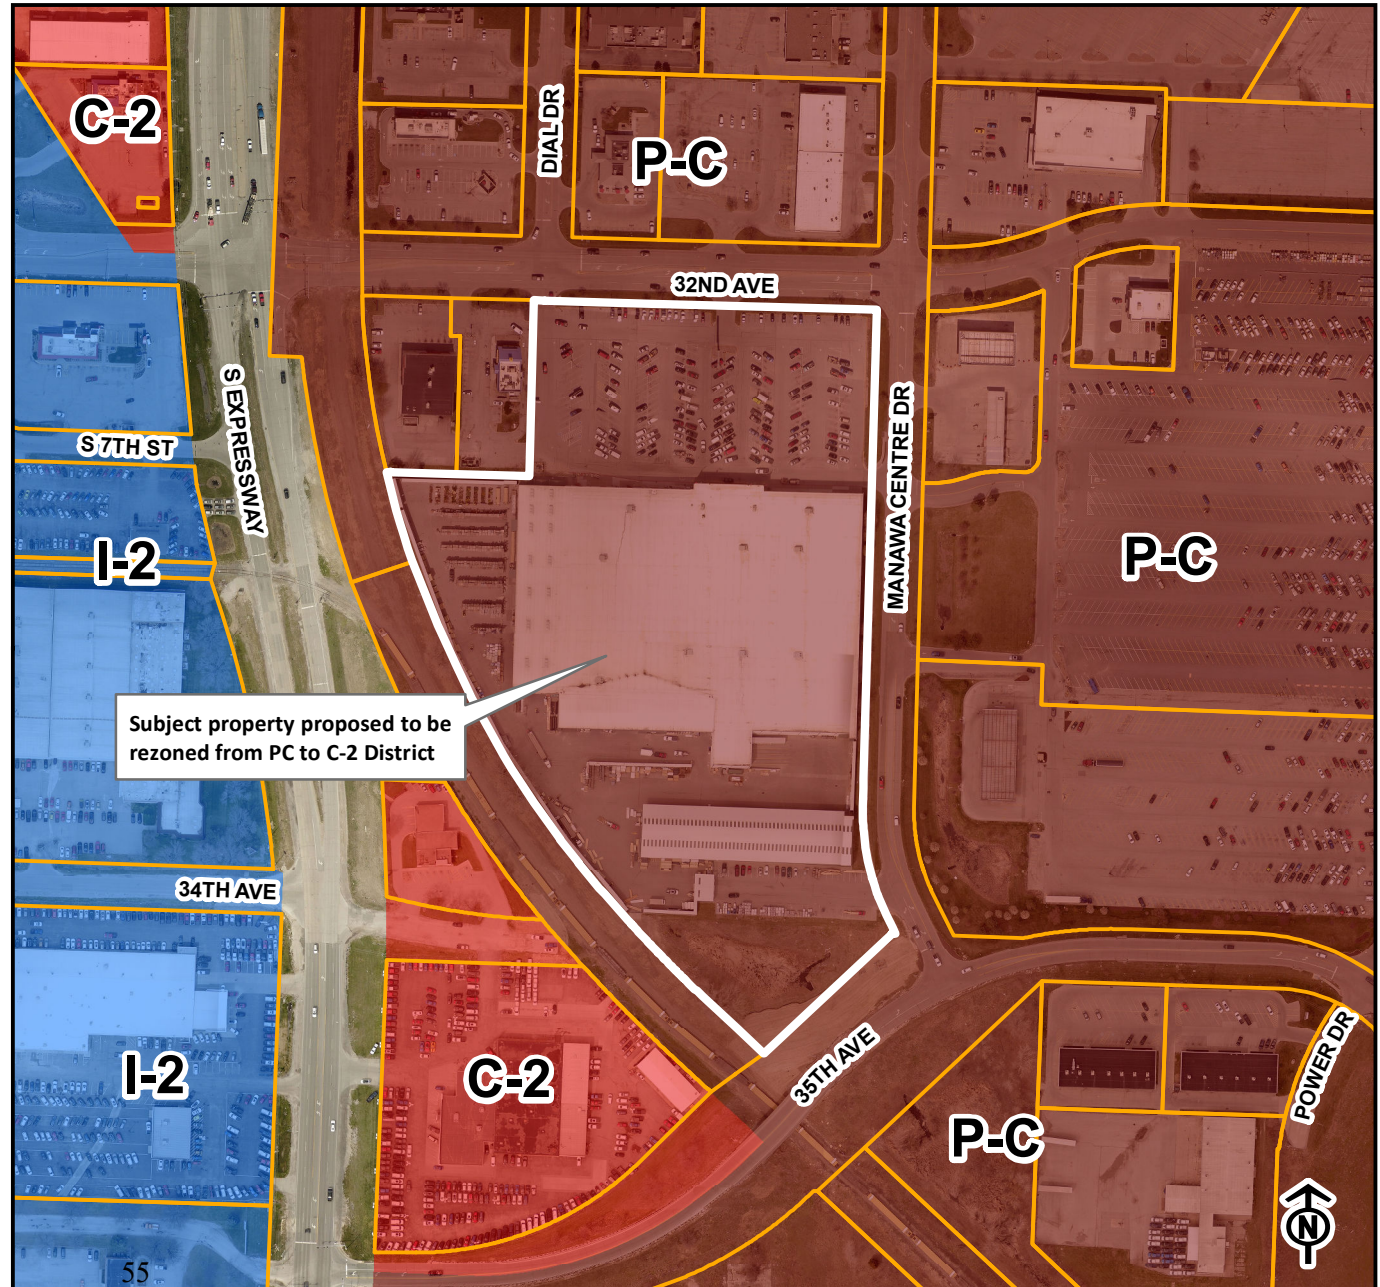 C-2
DIAL DR
P-C
32ND AVE
S EXPRESSWAY
MANAWA CENTRE DR
S 7TH ST
I-2
P-C
Subject property proposed to be
rezoned from PC to C-2 District
34TH AVE
I-2
C-2
35TH AVE
POWER DR
P-C
N
55